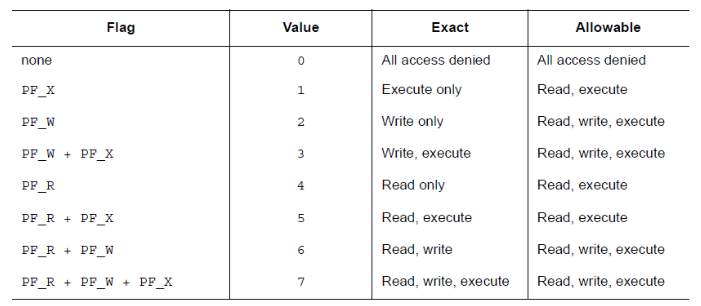 Flag Value Exact Allowable
none 0 All access denied All access denied
PF_X 1 Execute only Read, execute
PF_W 2 Write only Read, write, execute
PF_W + PF_X 3 Write, execute Read, write, execute
PF_R 4 Read only Read, execute
PF_R + PF_X 5 Read, execute Read, execute
PF_R + PF_W 6 Read, write Read, write, execute
PF_R + PF_W + PF_X 7 Read, write, execute Read, write, execute